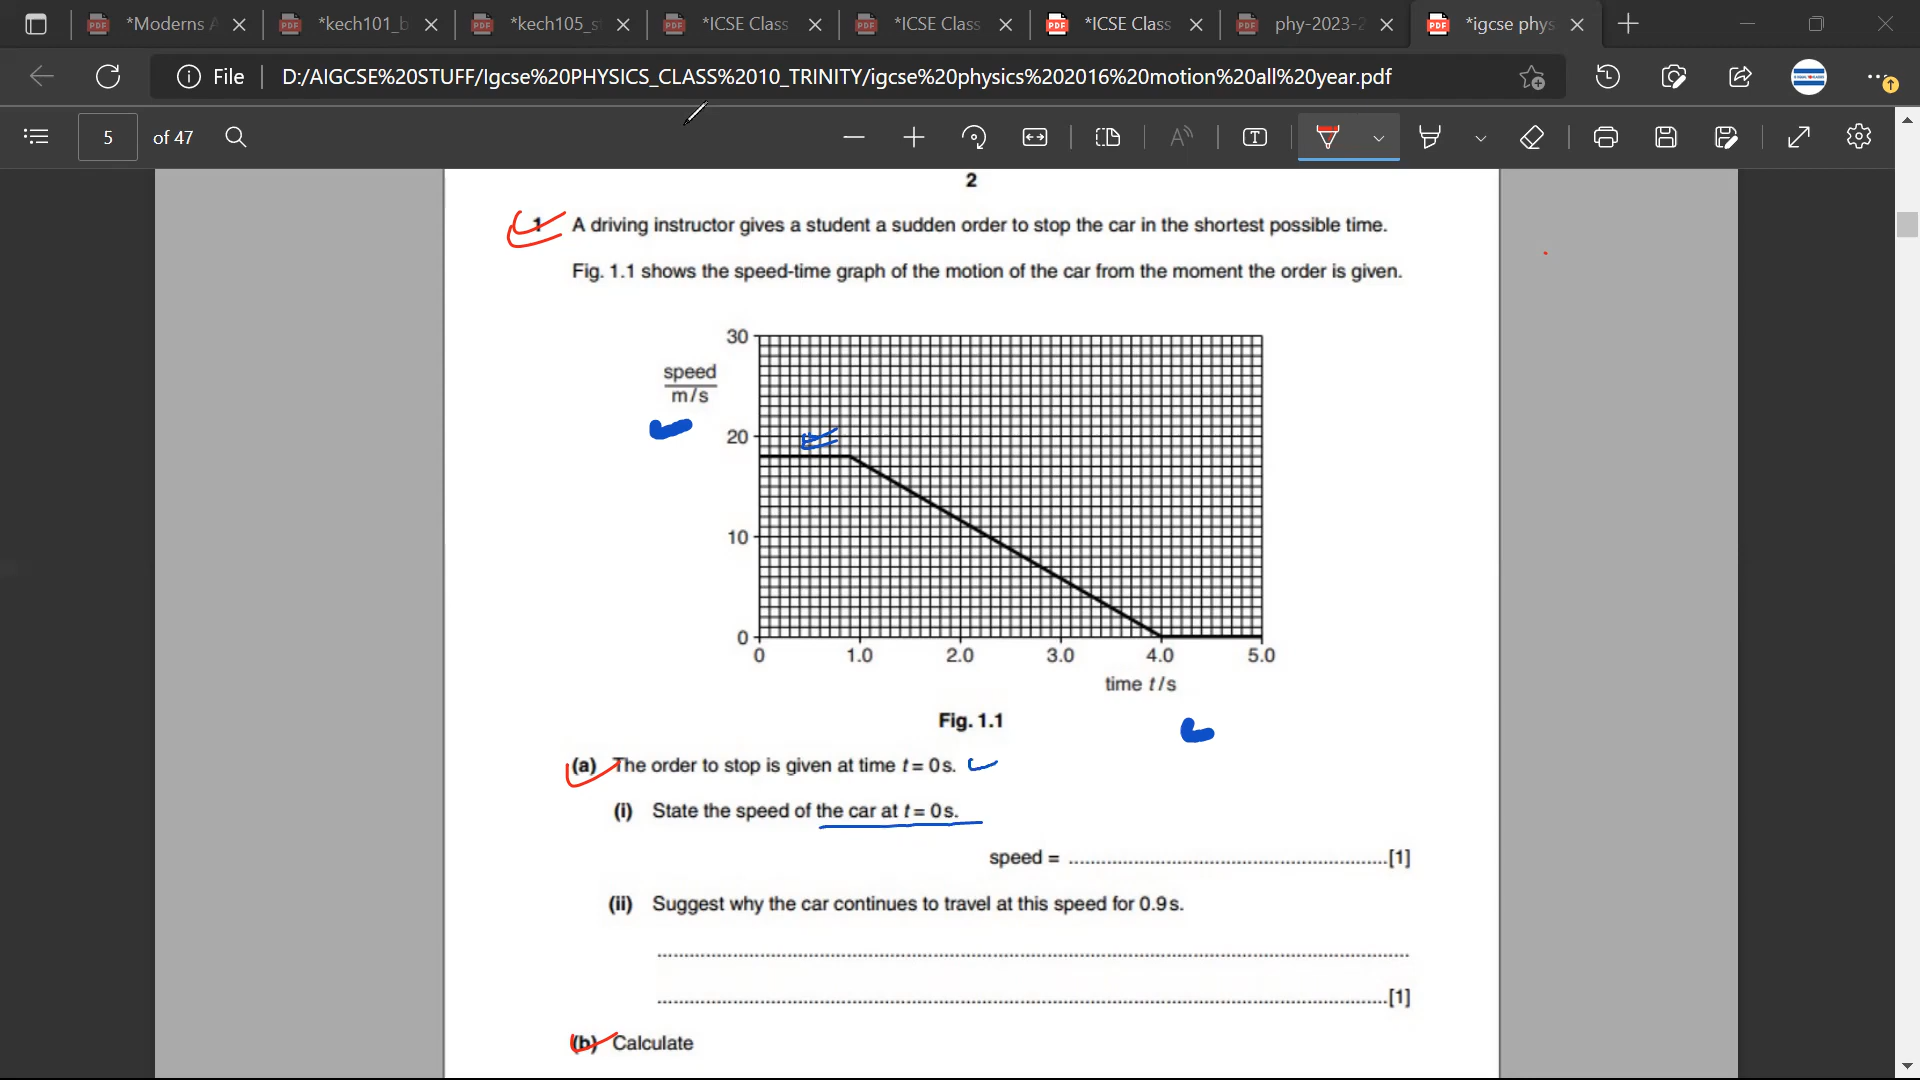 *Moderns A
*kech101_b
*kech105_s
*ICSE Class
*ICSE Class
*ICSE Class
phy-2023-2
*igcse phys
File D:/AIGCSE%20STUFF/Igcse%20PHYSICS_CLASS%2010_TRINITY/igcse%20physics%202016%20motion%20all%20year.pdf
5 of 47
2
1 A driving instructor gives a student a sudden order to stop the car in the shortest possible time.
Fig. 1.1 shows the speed-time graph of the motion of the car from the moment the order is given.
30
speed
m/s
20
10
0
0 1.0 2.0 3.0 4.0 5.0
time t/s
Fig. 1.1
(a) The order to stop is given at time t = 0 s.
(i) State the speed of the car at t = 0 s.
speed = ............................................................[1]
(ii) Suggest why the car continues to travel at this speed for 0.9 s.
..........................................................................................................................................
......................................................................................................................................[1]
(b) Calculate